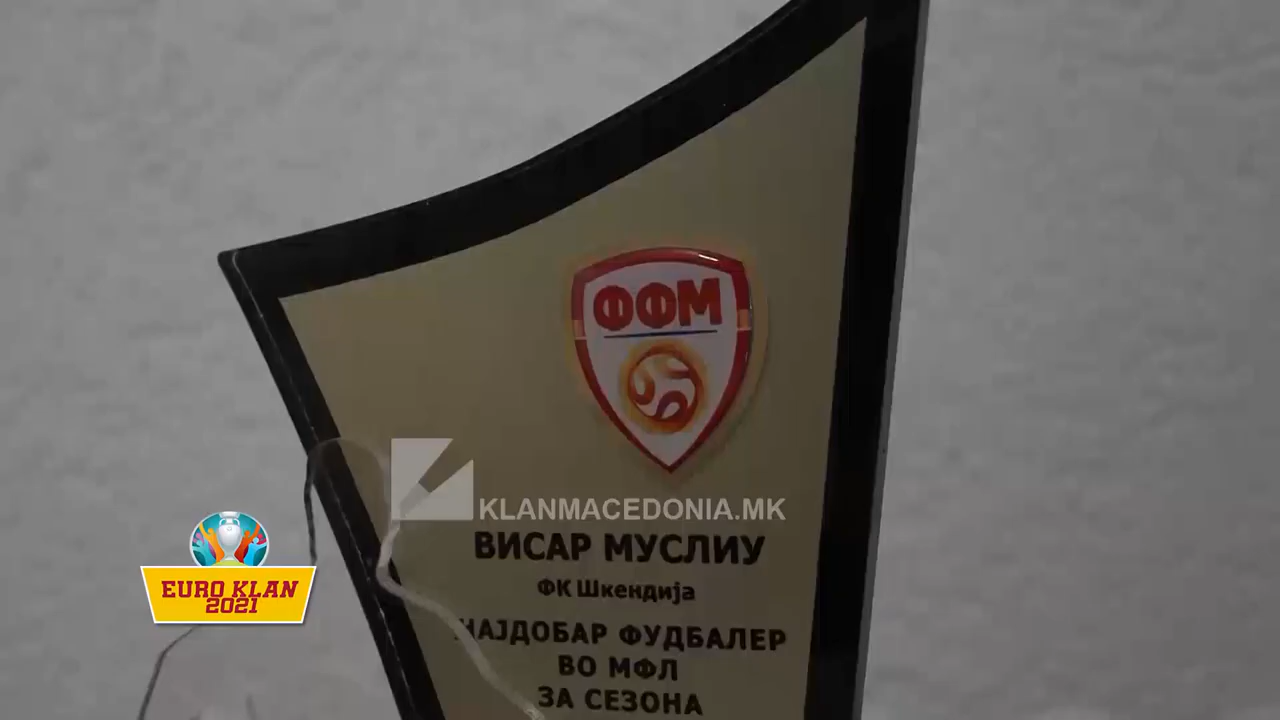 ФФМ
KLANMACEDONIA.MK
ВИСАР МУСЛИУ
ФК Шкендија
НАЈДОБАР ФУДБАЛЕР
ВО МФЛ
ЗА СЕЗОНА
EURO KLAN
2021